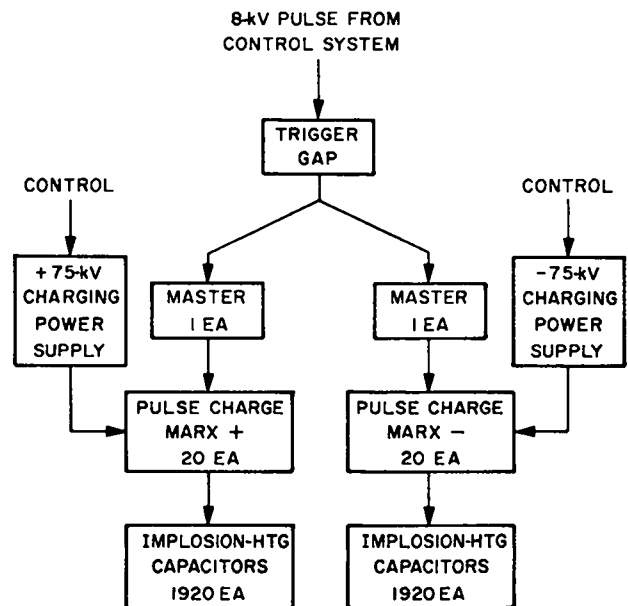 8-kV PULSE FROM
CONTROL SYSTEM
TRIGGER
GAP
CONTROL
CONTROL
+75-kV
CHARGING
POWER
SUPPLY
MASTER
1 EA
MASTER
1 EA
-75-kV
CHARGING
POWER
SUPPLY
PULSE CHARGE
MARX +
20 EA
PULSE CHARGE
MARX -
20 EA
IMPLOSION-HTG
CAPACITORS
1920 EA
IMPLOSION-HTG
CAPACITORS
1920 EA